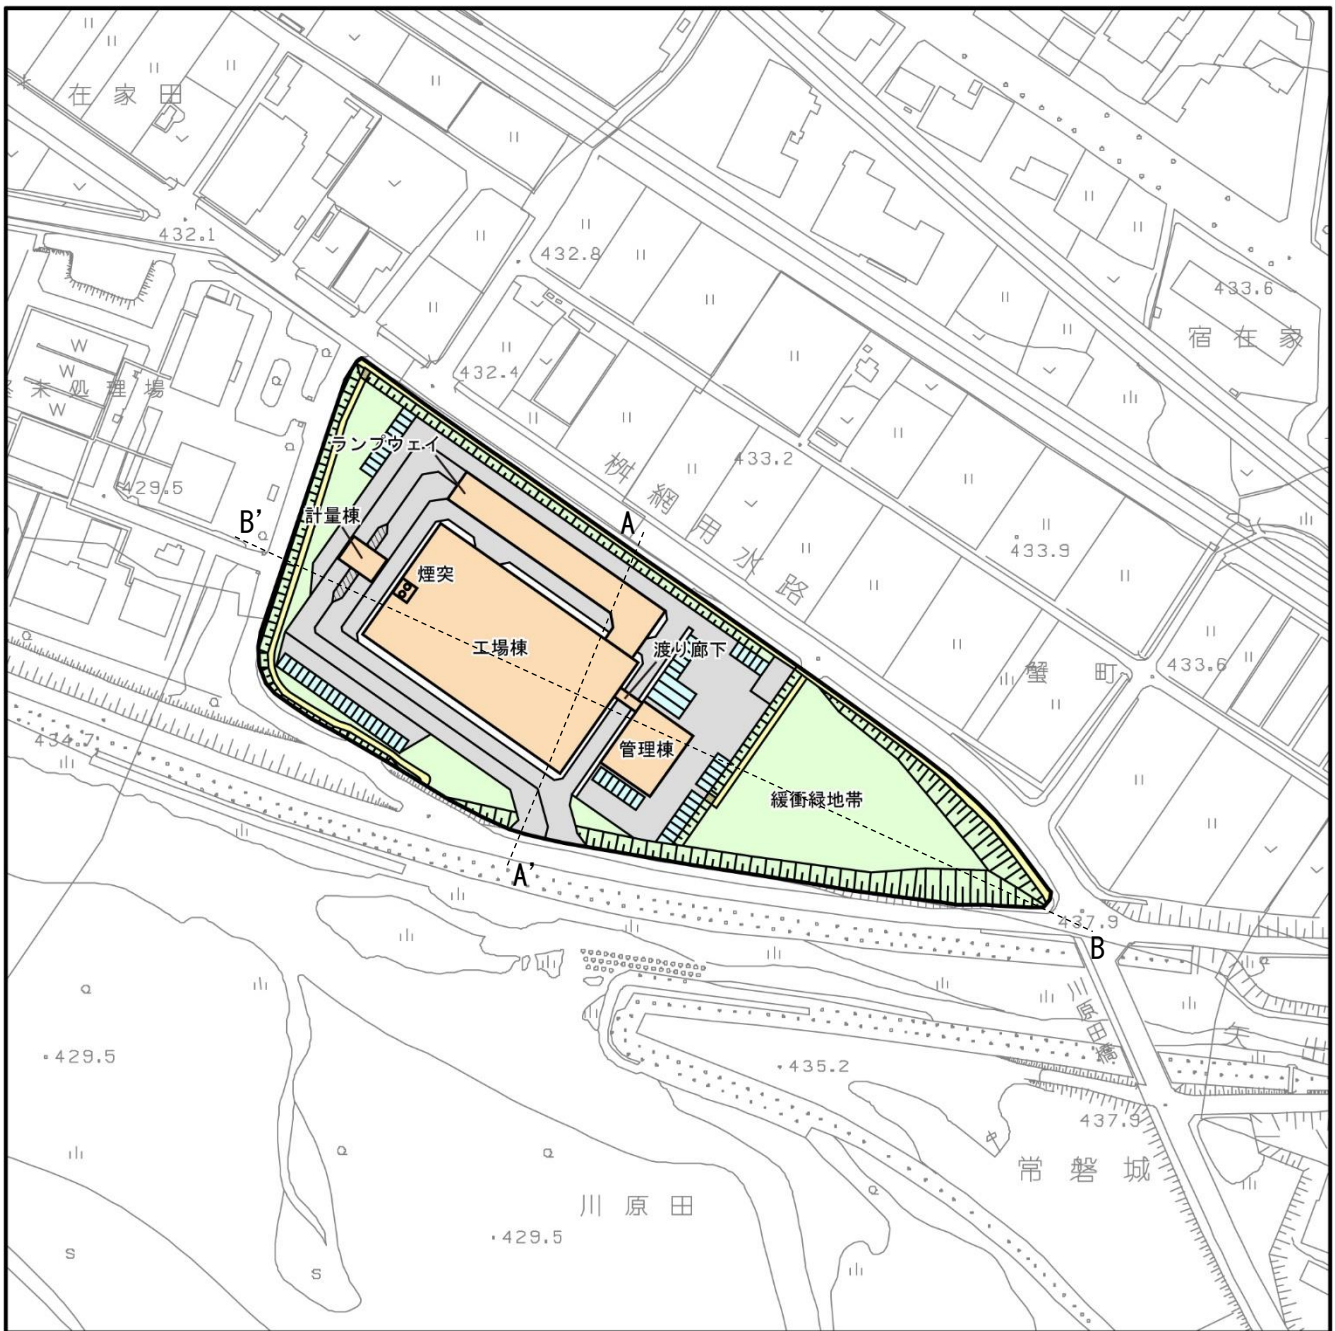 在家田
432.1
432.8
433.6
宿在家
末処理場
432.4
ランプウェイ
桝網用水路
433.2
429.5
B'
計量棟
A
433.9
煙突
工場棟
渡り廊下
蟹町
433.6
434.7
管理棟
緩衝緑地帯
A'
437.9
B
川原田橋
429.5
435.2
437.9
常磐城
川原田
429.5